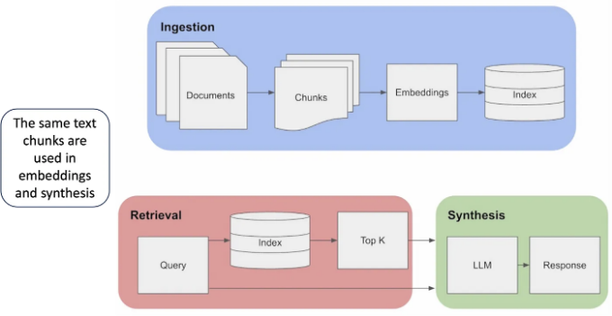 Ingestion
Documents
Chunks
Embeddings
Index
The same text
chunks are
used in
embeddings
and synthesis
Retrieval
Query
Index
Top K
Synthesis
LLM
Response